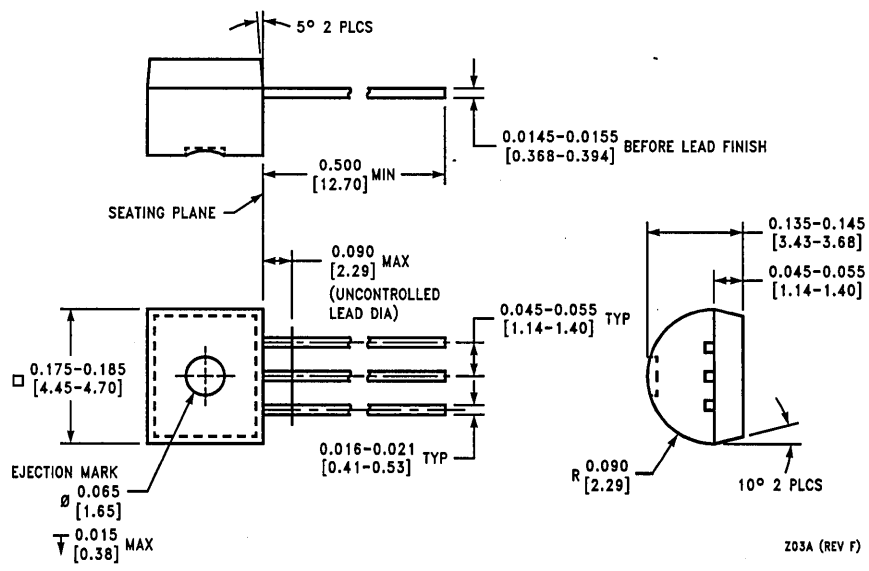 5° 2 PLCS
0.0145-0.0155
[0.368-0.394] BEFORE LEAD FINISH
0.500
[12.70] MIN
SEATING PLANE
0.090
[2.29] MAX
(UNCONTROLLED
LEAD DIA)
0.045-0.055
[1.14-1.40] TYP
0.135-0.145
[3.43-3.68]
0.045-0.055
[1.14-1.40]
0.175-0.185
[4.45-4.70]
0.016-0.021
[0.41-0.53] TYP
EJECTION MARK
Ø 0.065
[1.65]
0.015
[0.38] MAX
R 0.090
[2.29]
10° 2 PLCS
Z03A (REV F)